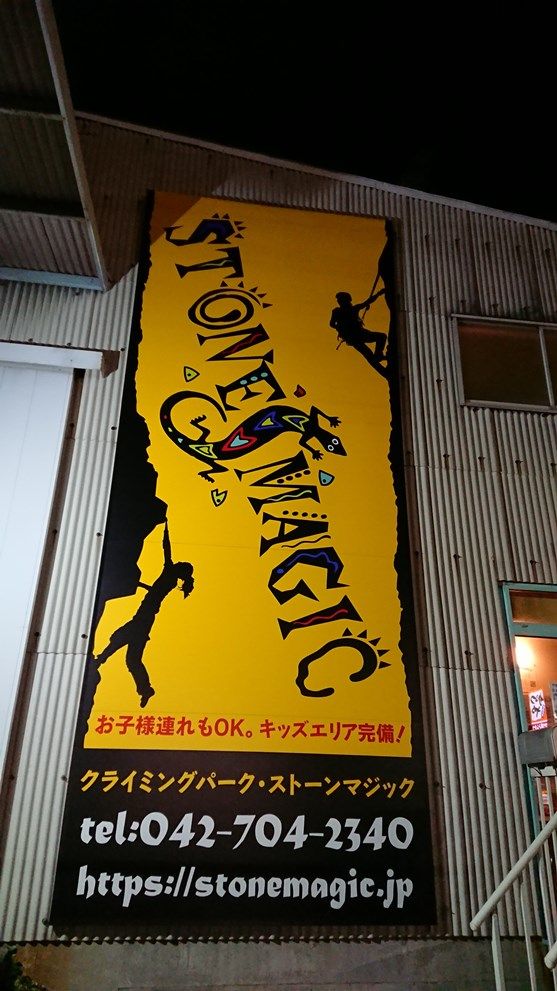 STONE MAGIC
お子様連れもOK。キッズエリア完備!
クライミングパーク・ストーンマジック
tel:042-704-2340
https://stonemagic.jp